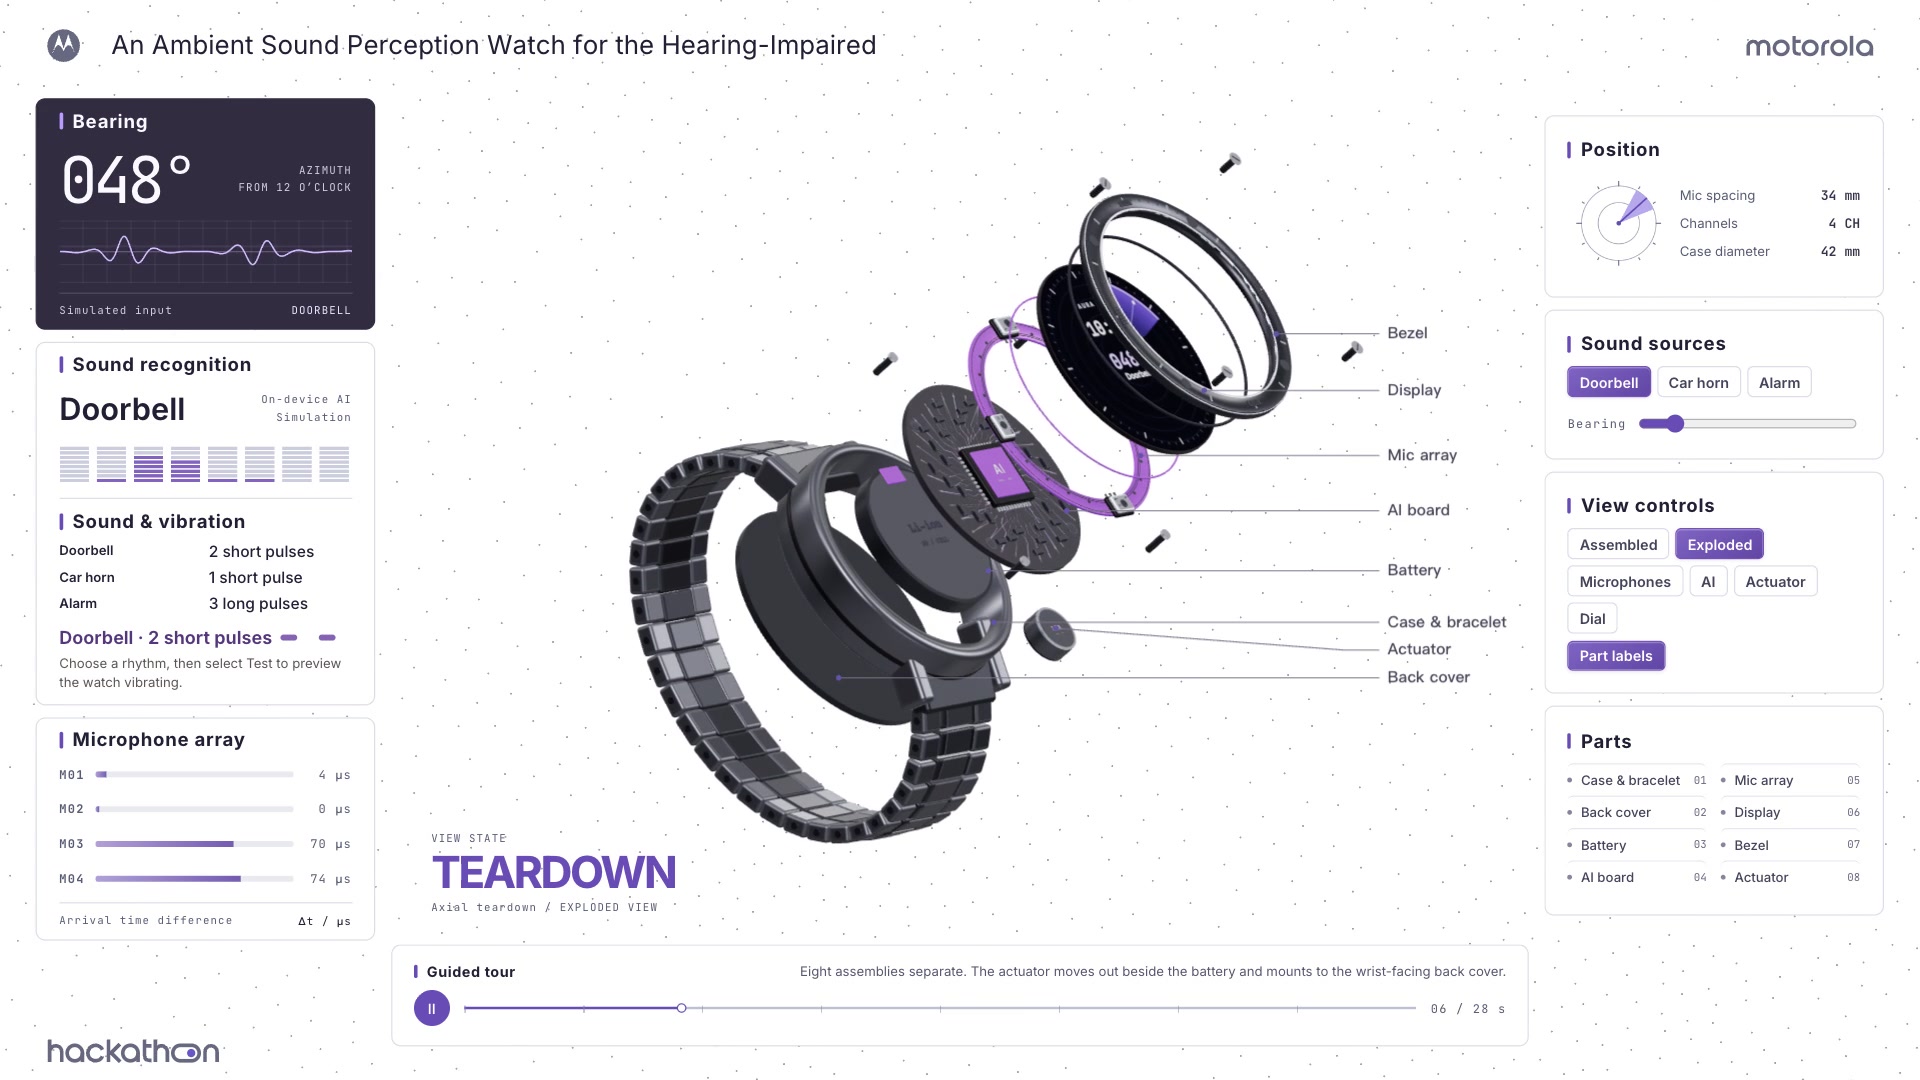 An Ambient Sound Perception Watch for the Hearing-Impaired
motorola
Bearing
048°
AZIMUTH
FROM 12 O'CLOCK
Simulated input
DOORBELL
Sound recognition
Doorbell
On-device AI
Simulation
Sound & vibration
Doorbell 2 short pulses
Car horn 1 short pulse
Alarm 3 long pulses
Doorbell · 2 short pulses
Choose a rhythm, then select Test to preview
the watch vibrating.
Microphone array
M01 4 µs
M02 0 µs
M03 70 µs
M04 74 µs
Arrival time difference Δt / µs
AURA
10:
048
Doorbel
AI
Li-ion
Bezel
Display
Mic array
AI board
Battery
Case & bracelet
Actuator
Back cover
VIEW STATE
TEARDOWN
Axial teardown / EXPLODED VIEW
Guided tour
Eight assemblies separate. The actuator moves out beside the battery and mounts to the wrist-facing back cover.
06 / 28 s
Position
Mic spacing 34 mm
Channels 4 CH
Case diameter 42 mm
Sound sources
Doorbell Car horn Alarm
Bearing
View controls
Assembled Exploded
Microphones AI Actuator
Dial
Part labels
Parts
Case & bracelet 01 Mic array 05
Back cover 02 Display 06
Battery 03 Bezel 07
AI board 04 Actuator 08
hackathon